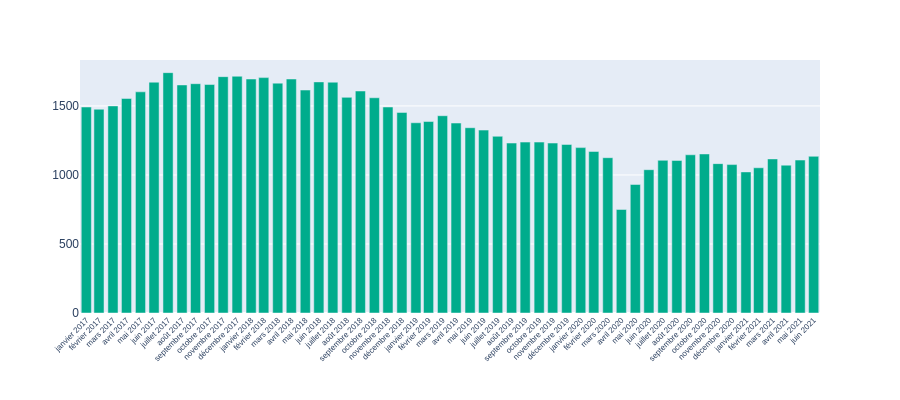 1500
1000
500
0
janvier 2017
février 2017
mars 2017
avril 2017
mai 2017
juin 2017
juillet 2017
août 2017
septembre 2017
octobre 2017
novembre 2017
décembre 2017
janvier 2018
février 2018
mars 2018
avril 2018
mai 2018
juin 2018
juillet 2018
août 2018
septembre 2018
octobre 2018
novembre 2018
décembre 2018
janvier 2019
février 2019
mars 2019
avril 2019
mai 2019
juin 2019
juillet 2019
août 2019
septembre 2019
octobre 2019
novembre 2019
décembre 2019
janvier 2020
février 2020
mars 2020
avril 2020
mai 2020
juin 2020
juillet 2020
août 2020
septembre 2020
octobre 2020
novembre 2020
décembre 2020
janvier 2021
février 2021
mars 2021
avril 2021
mai 2021
juin 2021